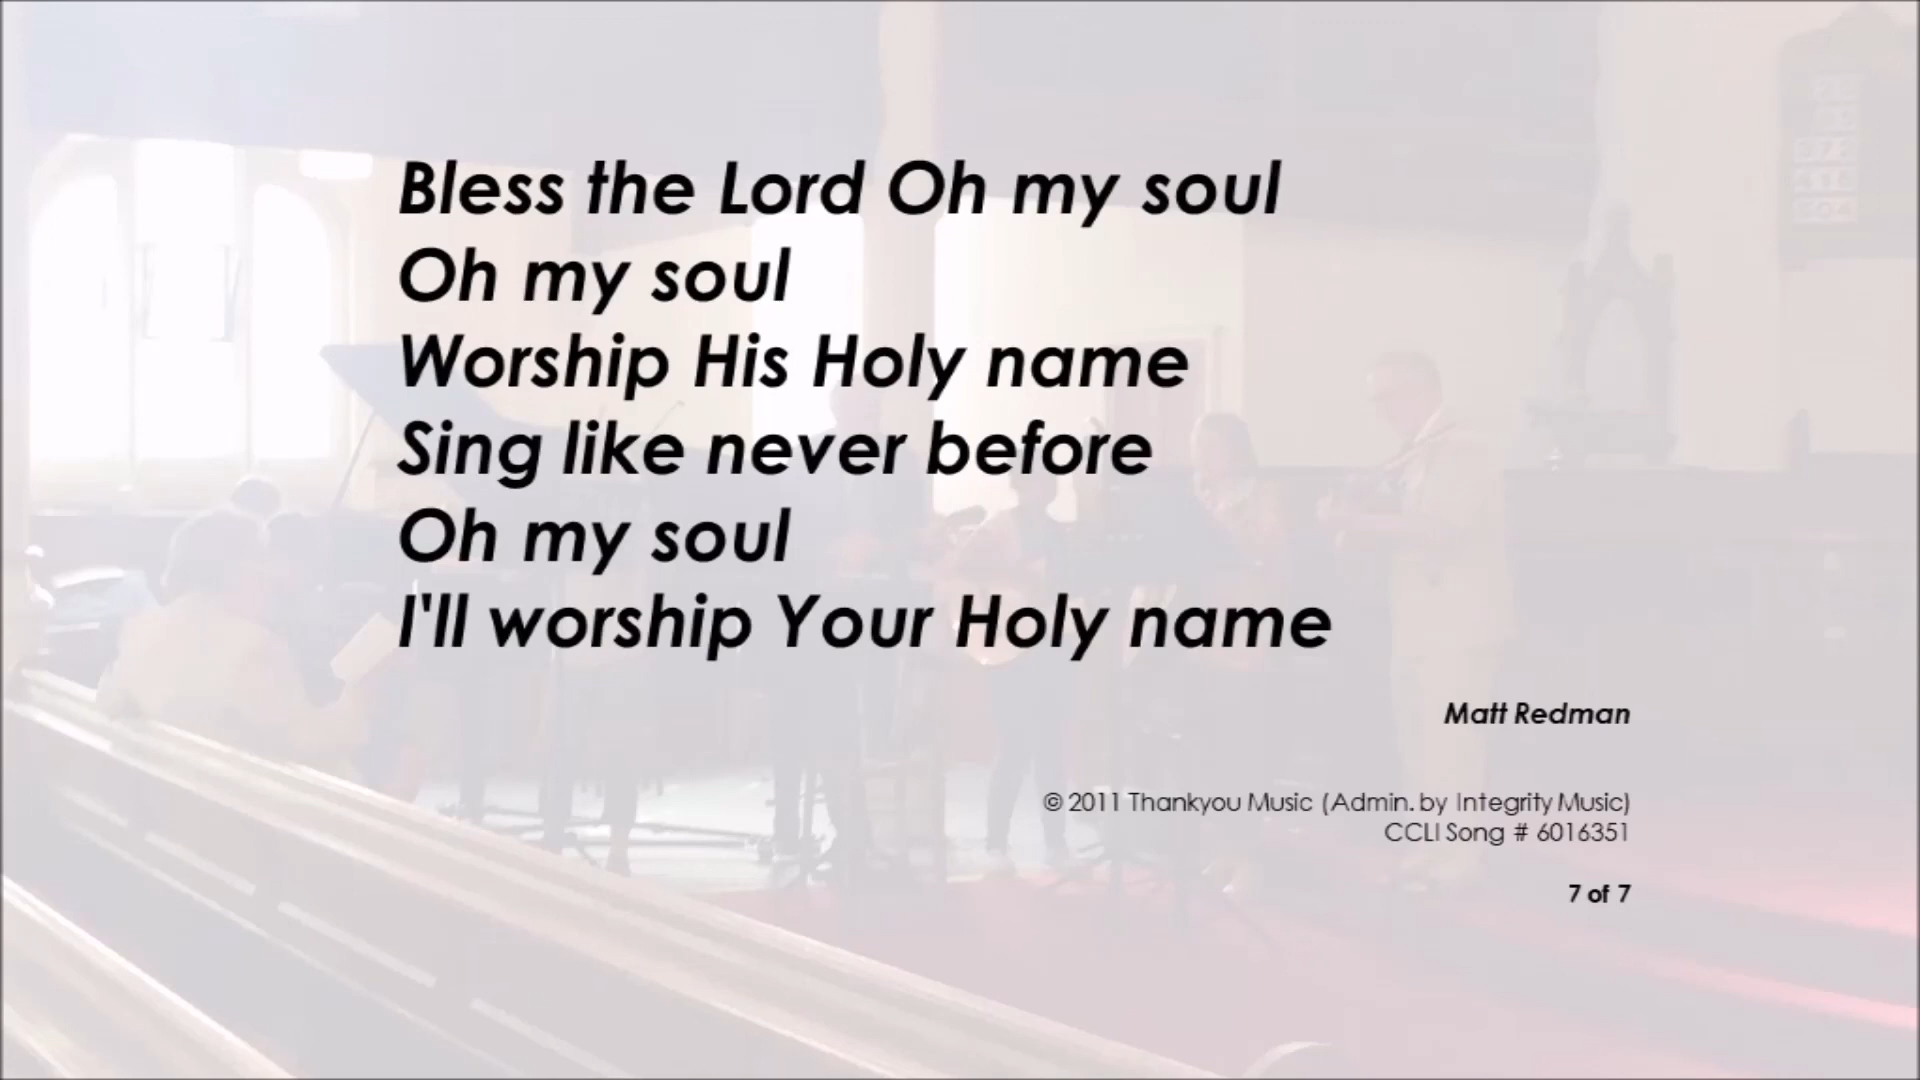 Bless the Lord Oh my soul
Oh my soul
Worship His Holy name
Sing like never before
Oh my soul
I'll worship Your Holy name
Matt Redman
© 2011 Thankyou Music (Admin. by Integrity Music)
CCLI Song # 6016351
7 of 7